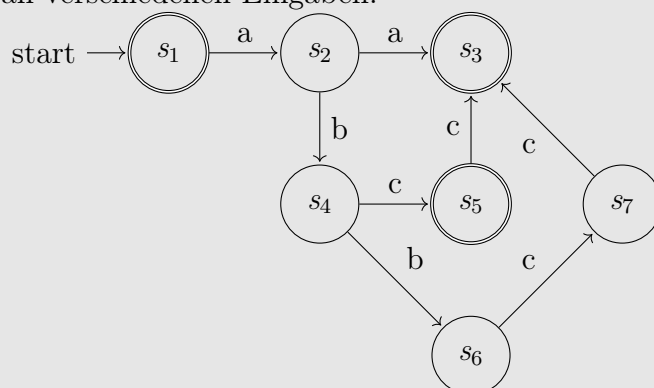 an verschiedenen Eingaben.
start s₁ a s₂ a s₃
b c c
s₄ c s₅ s₇
b c
s₆